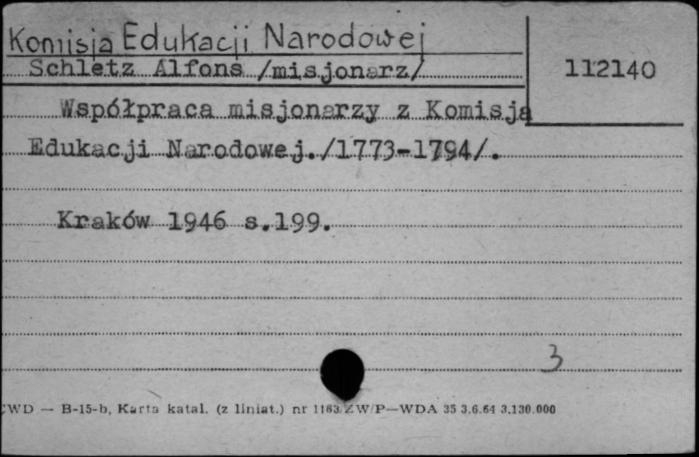 Komisja Edukacji Narodowej
Schletz Alfons /misjonarz/
112140
Współpraca misjonarzy z Komisją
Edukacji Narodowej./1773-1794/.
Kraków 1946 s.199.
3
WD — B-15-b, Karta katal. (z liniat.) nr 1163 ZW/P—WDA 35 3.6.64 3.130.000